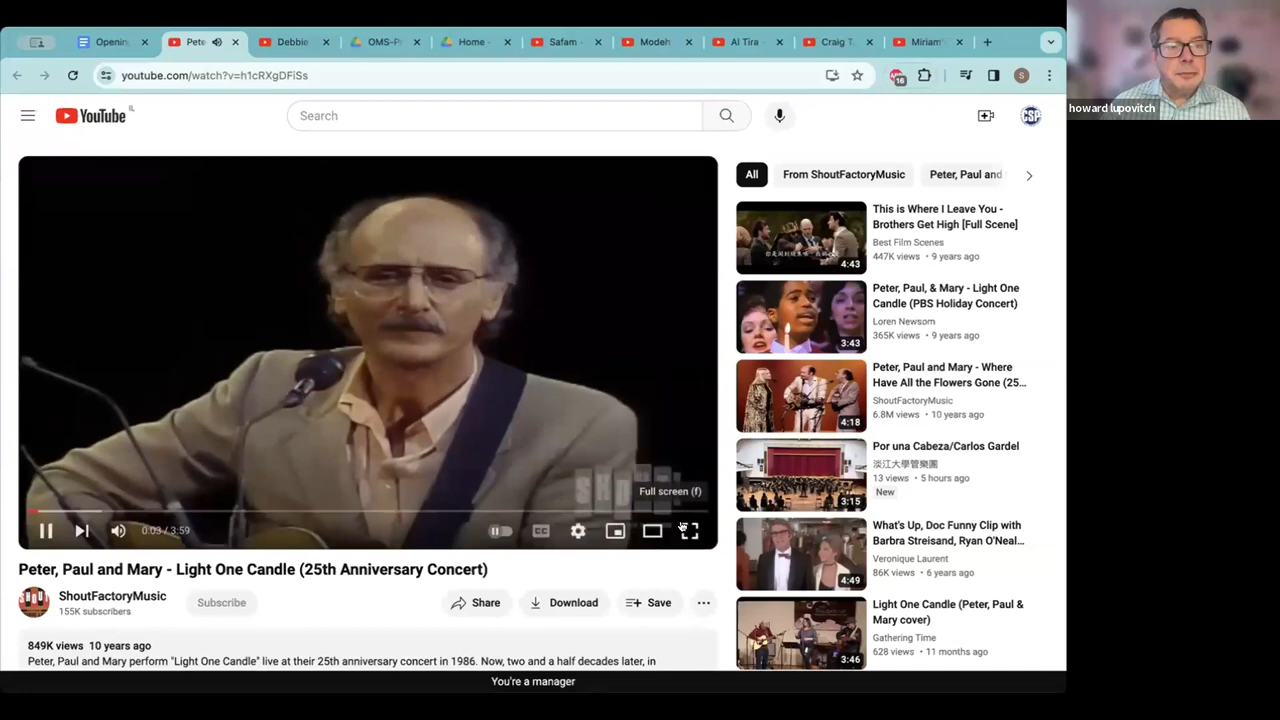 Opening
Pete
Debbie
OMS-P
Home -
Safam -
Modeh
Al Tira -
Craig T.
Miriam'
youtube.com/watch?v=h1cRXgDFiSs
16
S
howard lupovitch
YouTube
IL
Search
CSP
All
From ShoutFactoryMusic
Peter, Paul and
This is Where I Leave You -
Brothers Get High [Full Scene]
Best Film Scenes
447K views • 9 years ago
4:43
Peter, Paul, & Mary - Light One
Candle (PBS Holiday Concert)
Loren Newsom
365K views • 9 years ago
3:43
Peter, Paul and Mary - Where
Have All the Flowers Gone (25...
ShoutFactoryMusic
6.8M views • 10 years ago
4:18
Por una Cabeza/Carlos Gardel
淡江大學管樂團
13 views • 5 hours ago
New
3:15
What's Up, Doc Funny Clip with
Barbra Streisand, Ryan O'Neal...
Veronique Laurent
86K views • 6 years ago
4:49
Light One Candle (Peter, Paul &
Mary cover)
Gathering Time
628 views • 11 months ago
3:46
Full screen (f)
0:03 / 3:59
CC
Peter, Paul and Mary - Light One Candle (25th Anniversary Concert)
ShoutFactoryMusic
155K subscribers
Subscribe
Share
Download
Save
849K views 10 years ago
Peter, Paul and Mary perform "Light One Candle" live at their 25th anniversary concert in 1986. Now, two and a half decades later, in
You're a manager